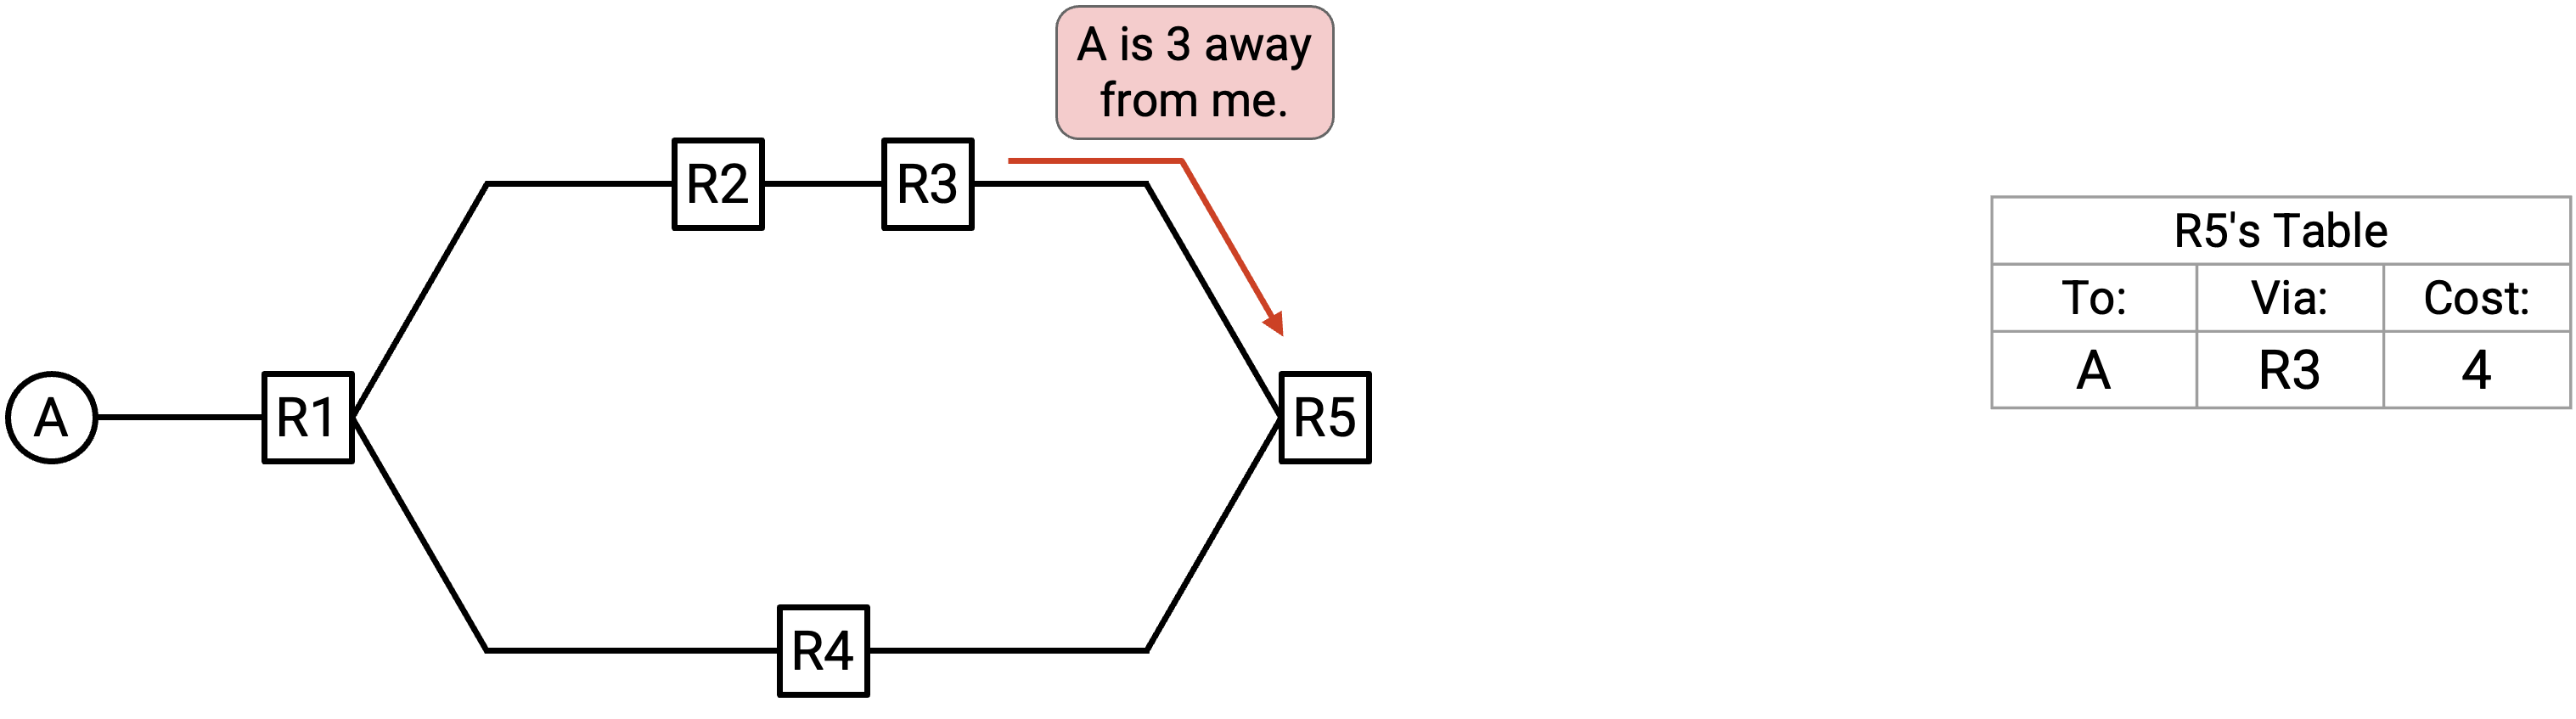 A is 3 away
from me.
R2
R3
R5's Table
To: Via: Cost:
A R3 4
A
R1
R5
R4